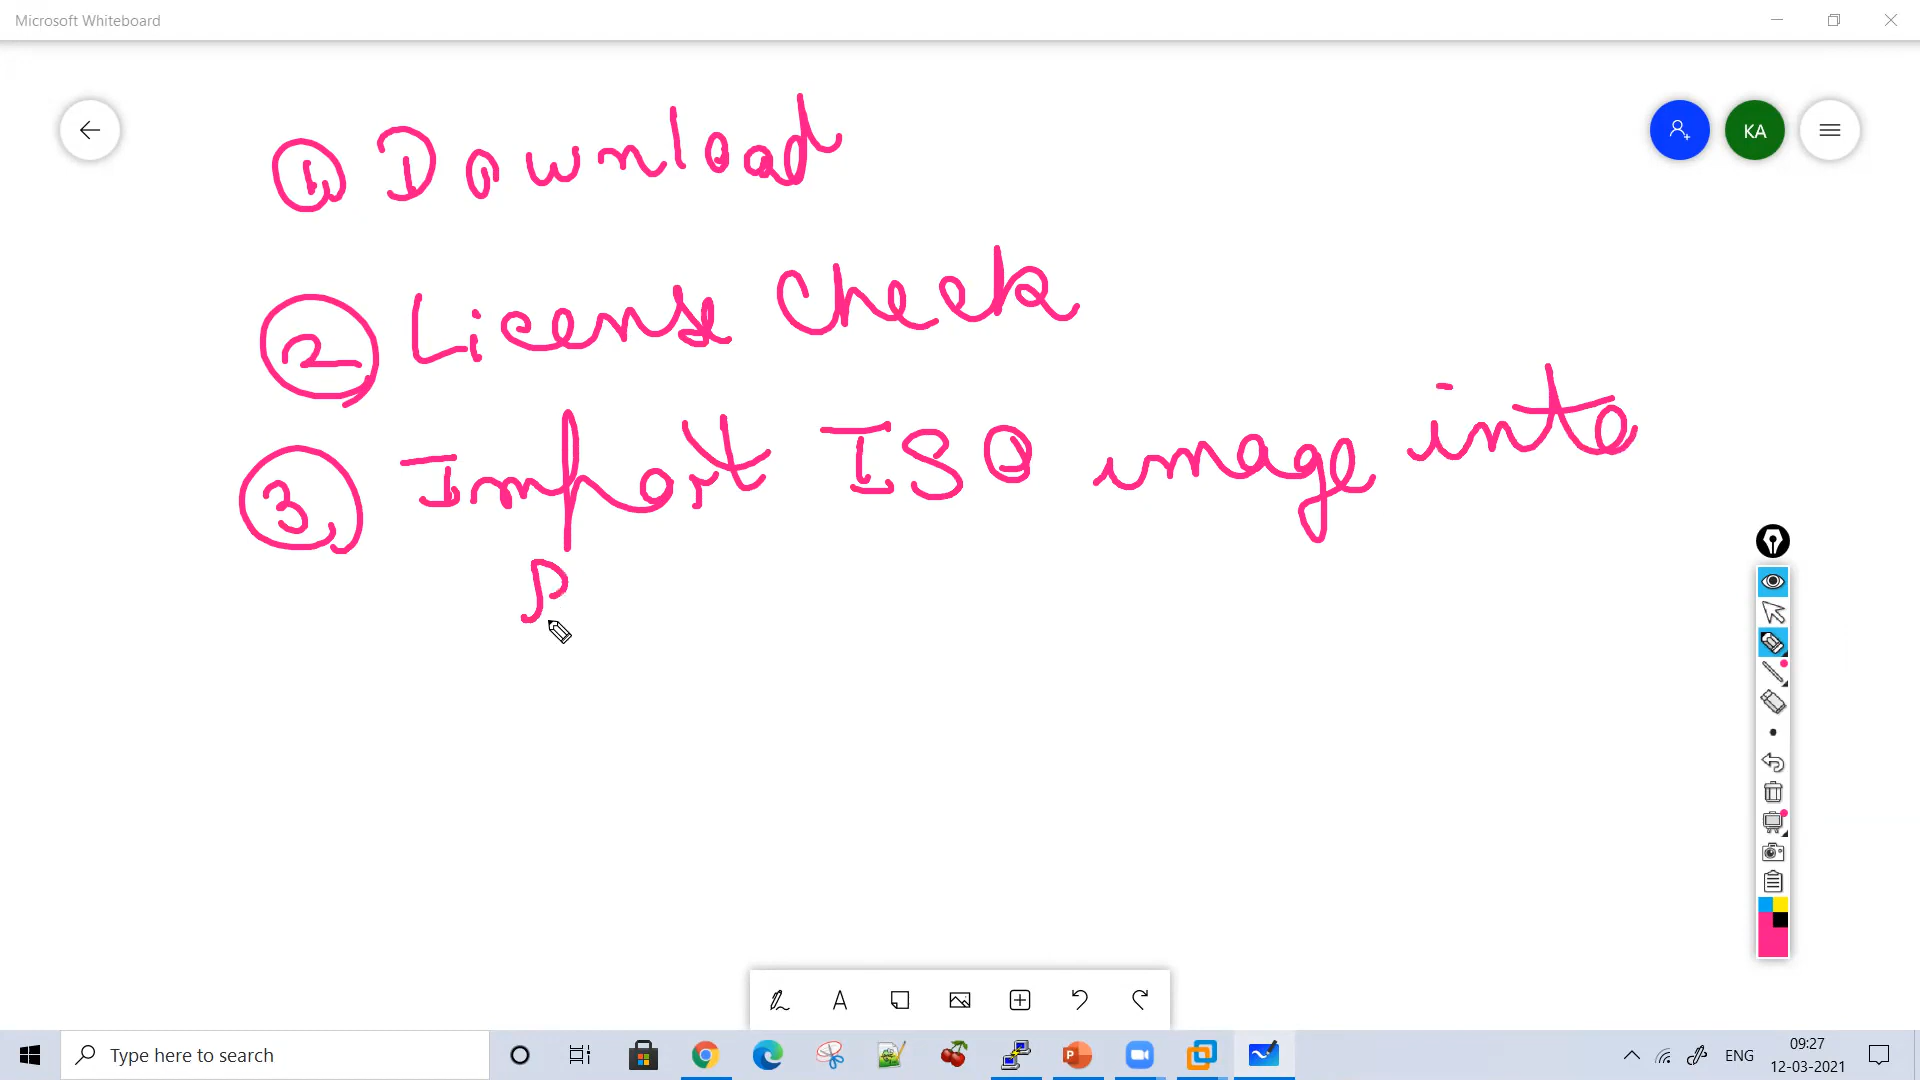 Microsoft Whiteboard
KA
1. Download
2. License Check
3. Import ISO image into
P
A
Type here to search
ENG
09:27
12-03-2021